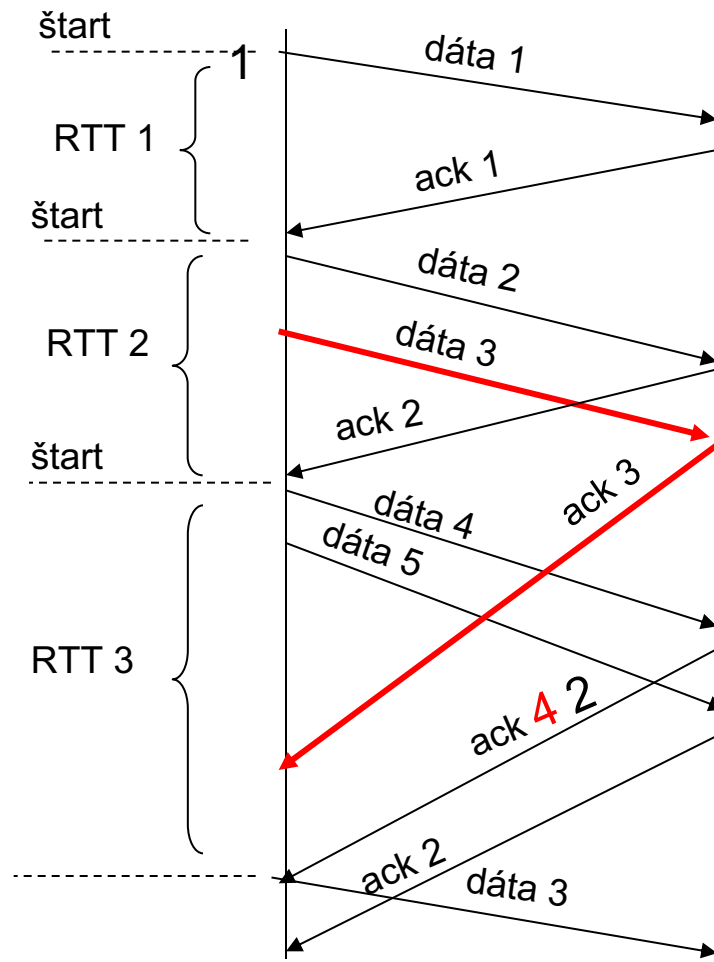 štart
1
dáta 1
RTT 1
ack 1
štart
dáta 2
RTT 2
dáta 3
ack 2
štart
ack 3
dáta 4
dáta 5
RTT 3
ack 4 2
ack 2
dáta 3